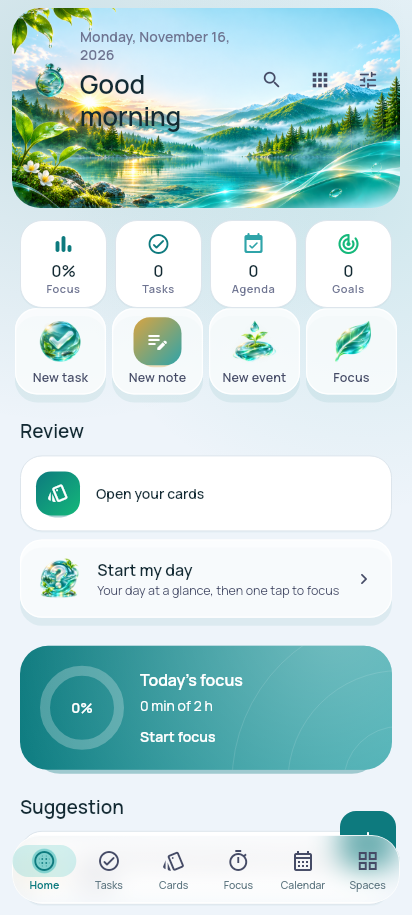 Monday, November 16,
2026
Good
morning
0%
Focus
0
Tasks
0
Agenda
0
Goals
New task
New note
New event
Focus
Review
Open your cards
Start my day
Your day at a glance, then one tap to focus
0%
Today's focus
0 min of 2 h
Start focus
Suggestion
Home
Tasks
Cards
Focus
Calendar
Spaces